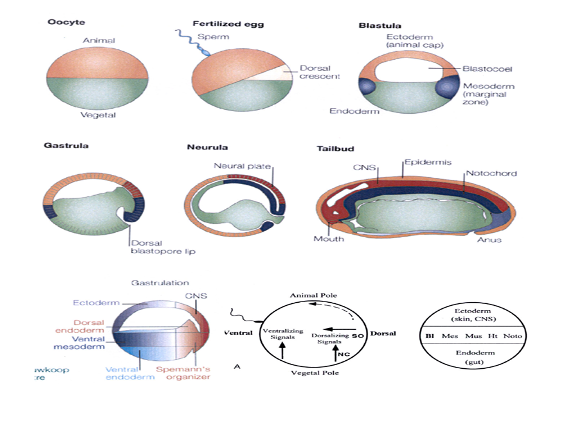 Oocyte
Animal
Vegetal
Fertilized egg
Sperm
Dorsal
crescent
Blastula
Ectoderm
(animal cap)
Blastocoel
Mesoderm
(marginal
zone)
Endoderm
Gastrula
Dorsal
blastopore lip
Neurula
Neural plate
Tailbud
CNS
Epidermis
Notochord
Mouth
Anus
Gastrulation
CNS
Ectoderm
Dorsal
endoderm
Ventral
mesoderm
uwkoop
re
Ventral
endoderm
Spemann's
organizer
A
Animal Pole
Ventral
Ventralizing
Signals
Dorsalizing
Signals
SO
Dorsal
NC
Vegetal Pole
Ectoderm
(skin, CNS)
Bl Mes Mus Ht Noto
Endoderm
(gut)